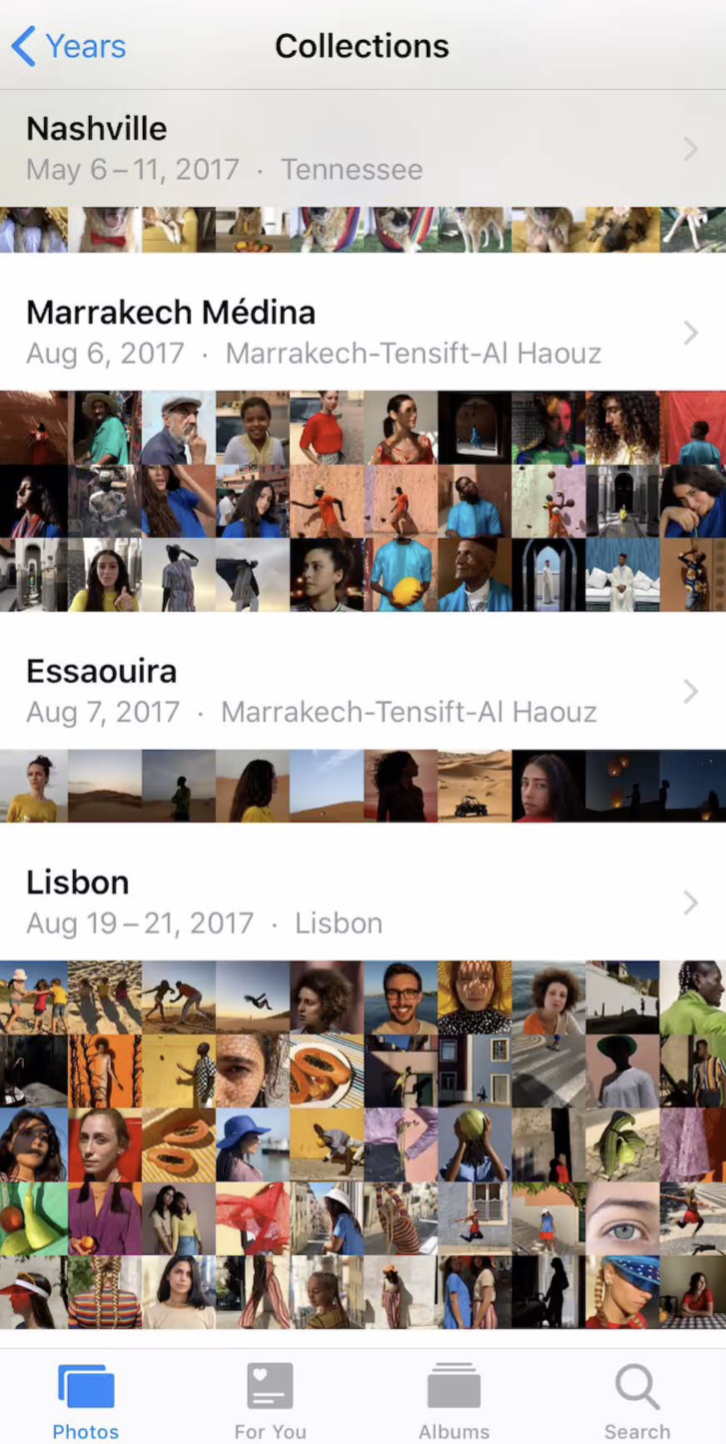 Years
Collections
Nashville
May 6 – 11, 2017 · Tennessee
Marrakech Médina
Aug 6, 2017 · Marrakech-Tensift-Al Haouz
Essaouira
Aug 7, 2017 · Marrakech-Tensift-Al Haouz
Lisbon
Aug 19 – 21, 2017 · Lisbon
Photos
For You
Albums
Search